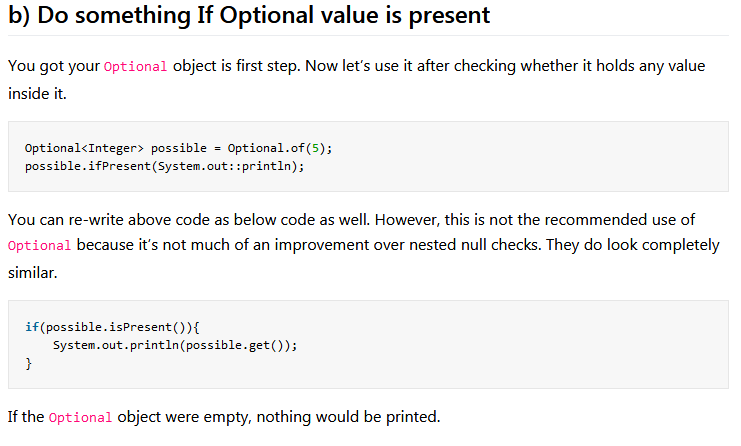 b) Do something If Optional value is present
You got your Optional object is first step. Now let's use it after checking whether it holds any value
inside it.
Optional<Integer> possible = Optional.of(5);
possible.ifPresent(System.out::println);
You can re-write above code as below code as well. However, this is not the recommended use of
Optional because it's not much of an improvement over nested null checks. They do look completely
similar.
if(possible.isPresent()){
    System.out.println(possible.get());
}
If the Optional object were empty, nothing would be printed.